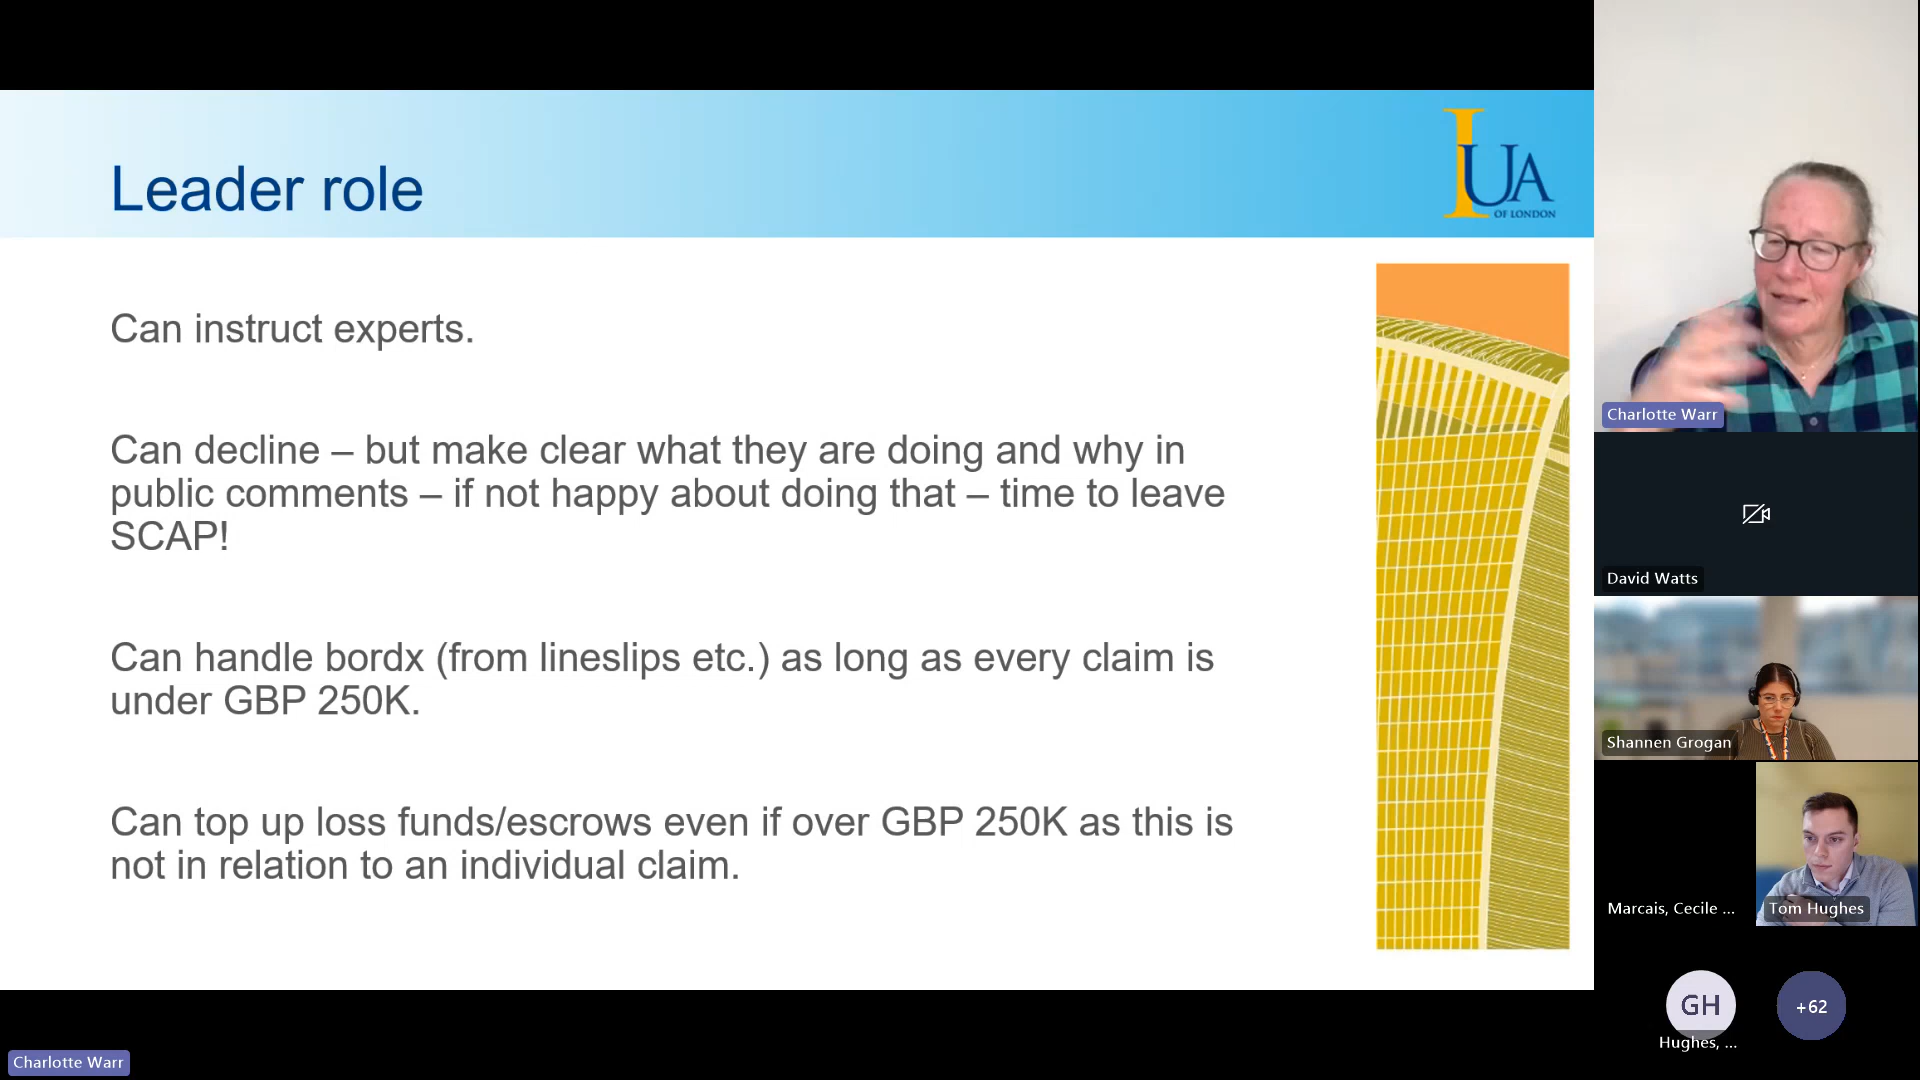 Leader role
IUA
OF LONDON
Can instruct experts.
Can decline – but make clear what they are doing and why in
public comments – if not happy about doing that – time to leave
SCAP!
Can handle bordx (from lineslips etc.) as long as every claim is
under GBP 250K.
Can top up loss funds/escrows even if over GBP 250K as this is
not in relation to an individual claim.
Charlotte Warr
David Watts
Shannen Grogan
Marcais, Cecile ...
Tom Hughes
GH
Hughes, ...
+62
Charlotte Warr